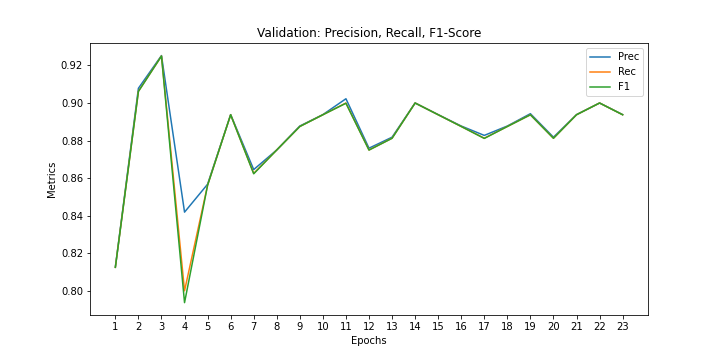 Validation: Precision, Recall, F1-Score
Prec
Rec
F1
0.92
0.90
0.88
0.86
0.84
0.82
0.80
Metrics
1 2 3 4 5 6 7 8 9 10 11 12 13 14 15 16 17 18 19 20 21 22 23
Epochs